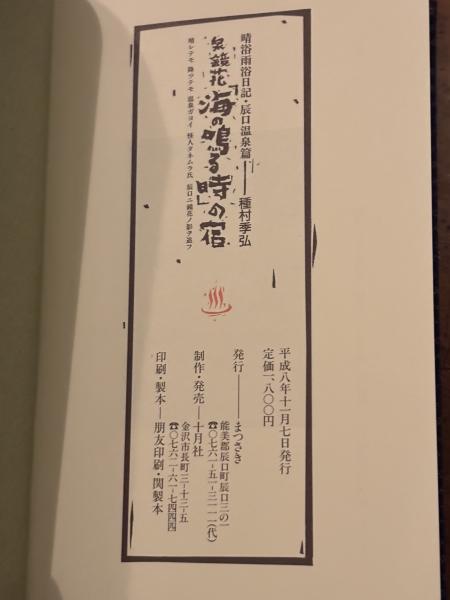 晴浴雨浴日記・辰口温泉篇――種村季弘
泉鏡花「海の鳴る時」の宿
晴レテモ 降ツテモ 温泉ガヨイ 怪人タネムラ氏 辰口ニ鏡花ノ影ヲ追フ
平成八年十一月七日発行
定価一、八〇〇円
発行――まつさき
能美郡辰口町辰口三の一
☎〇七六一-五一-三一一一(代)
制作・発売―十月社
金沢市長町三-十三-五
☎〇七六二-六一-七四四四
印刷・製本―朋友印刷・関製本